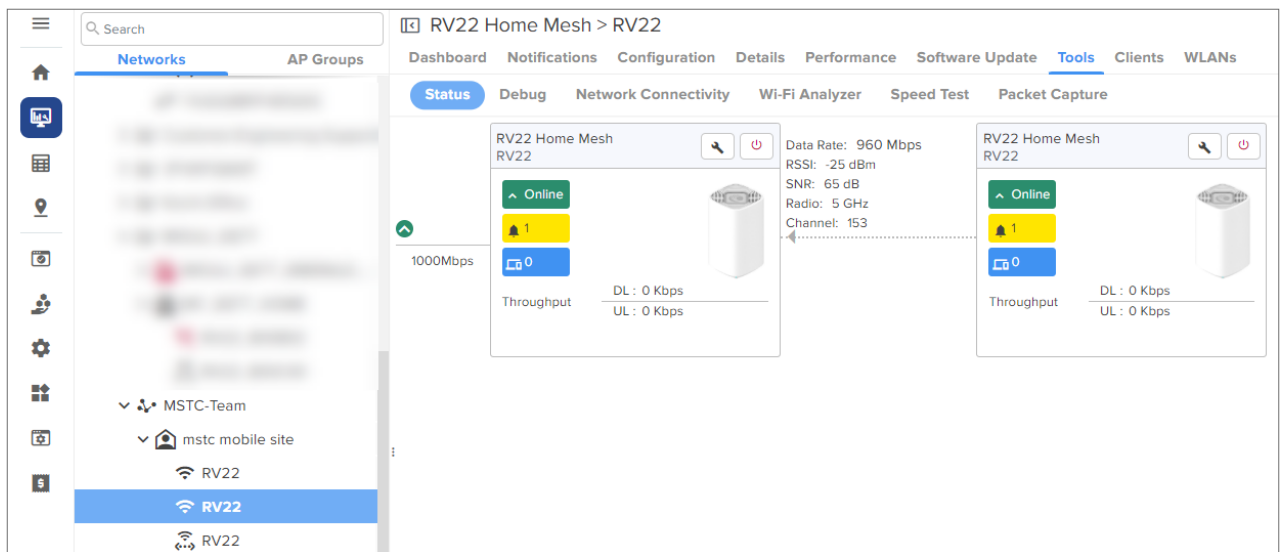 Search
Networks AP Groups
MSTC-Team
mstc mobile site
RV22
RV22
RV22
RV22 Home Mesh > RV22
Dashboard Notifications Configuration Details Performance Software Update Tools Clients WLANs
Status Debug Network Connectivity Wi-Fi Analyzer Speed Test Packet Capture
1000Mbps
RV22 Home Mesh
RV22
Online
1
0
Throughput
DL : 0 Kbps
UL : 0 Kbps
Data Rate: 960 Mbps
RSSI: -25 dBm
SNR: 65 dB
Radio: 5 GHz
Channel: 153
RV22 Home Mesh
RV22
Online
1
0
Throughput
DL : 0 Kbps
UL : 0 Kbps